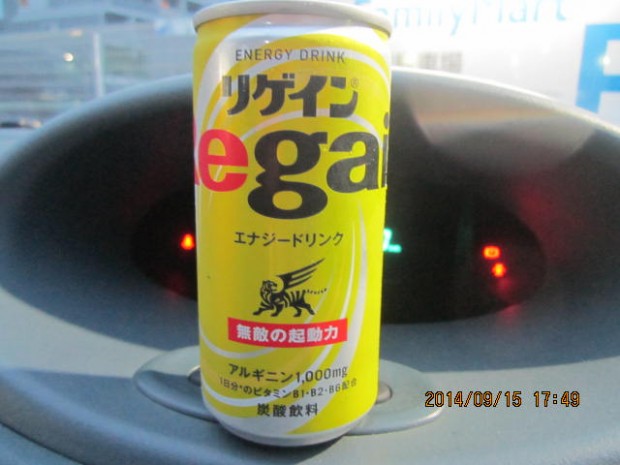 FamilyMart
ENERGY DRINK
リゲイン®
egai
エナジードリンク
無敵の起動力
アルギニン1,000mg
1日分*のビタミンB1・B2・B6配合
炭酸飲料
2014/09/15 17:49